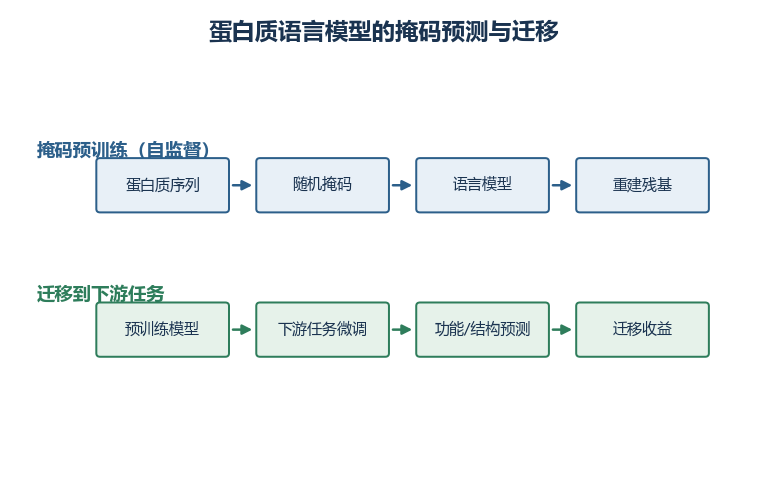 蛋白质语言模型的掩码预测与迁移
掩码预训练（自监督）
蛋白质序列
随机掩码
语言模型
重建残基
迁移到下游任务
预训练模型
下游任务微调
功能/结构预测
迁移收益